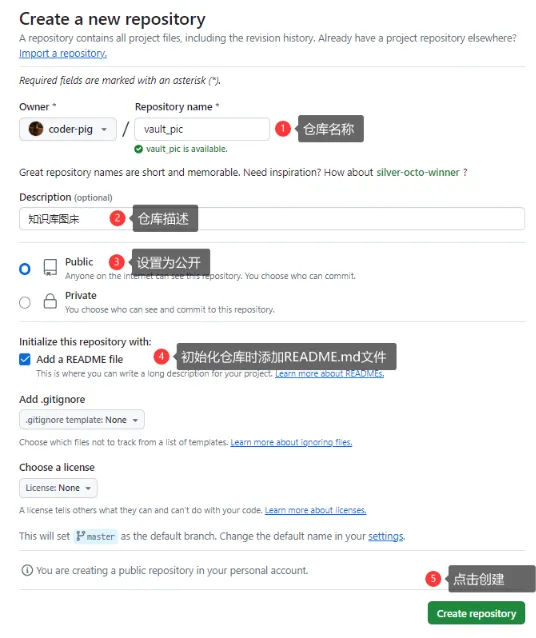 Create a new repository
A repository contains all project files, including the revision history. Already have a project repository elsewhere?
Import a repository.
Required fields are marked with an asterisk (*).
Owner *
Repository name *
coder-pig
/
vault_pic
1 仓库名称
vault_pic is available.
Great repository names are short and memorable. Need inspiration? How about silver-octo-winner ?
Description (optional)
知识库图床
2 仓库描述
Public
3 设置为公开
Anyone on the internet can see this repository. You choose who can commit.
Private
You choose who can see and commit to this repository.
Initialize this repository with:
Add a README file
4 初始化仓库时添加README.md文件
This is where you can write a long description for your project. Learn more about READMEs.
Add .gitignore
.gitignore template: None
Choose which files not to track from a list of templates. Learn more about ignoring files.
Choose a license
License: None
A license tells others what they can and can't do with your code. Learn more about licenses.
This will set master as the default branch. Change the default name in your settings.
You are creating a public repository in your personal account.
5 点击创建
Create repository